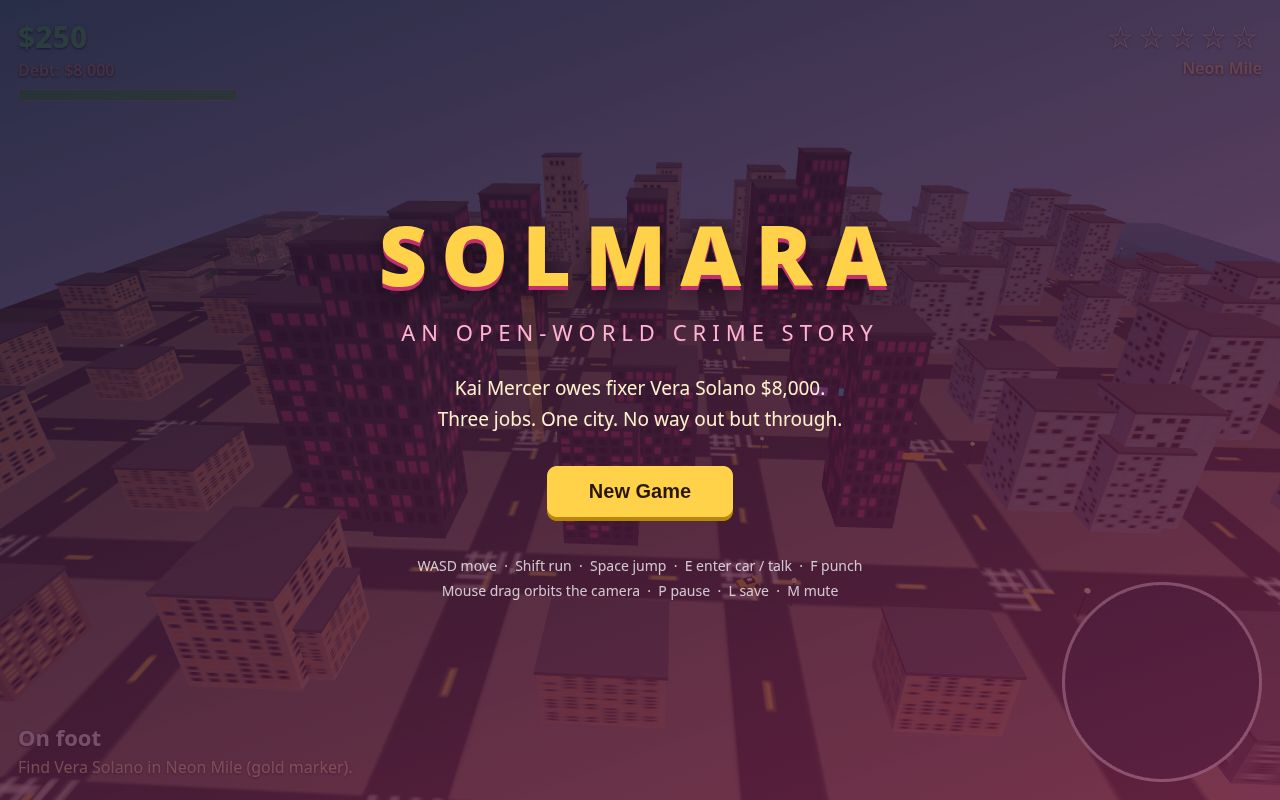 $250
Debt: $8,000
☆☆☆☆☆
Neon Mile
SOLMARA
AN OPEN-WORLD CRIME STORY
Kai Mercer owes fixer Vera Solano $8,000.
Three jobs. One city. No way out but through.
New Game
WASD move · Shift run · Space jump · E enter car / talk · F punch
Mouse drag orbits the camera · P pause · L save · M mute
On foot
Find Vera Solano in Neon Mile (gold marker).